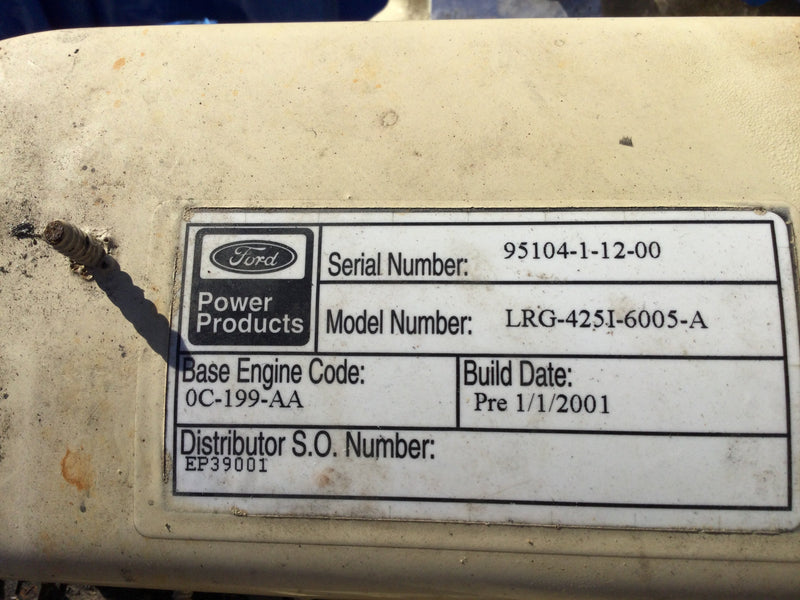 Ford
Power
Products
Serial Number: 95104-1-12-00
Model Number: LRG-425I-6005-A
Base Engine Code:
0C-199-AA
Build Date:
Pre 1/1/2001
Distributor S.O. Number:
EP39001